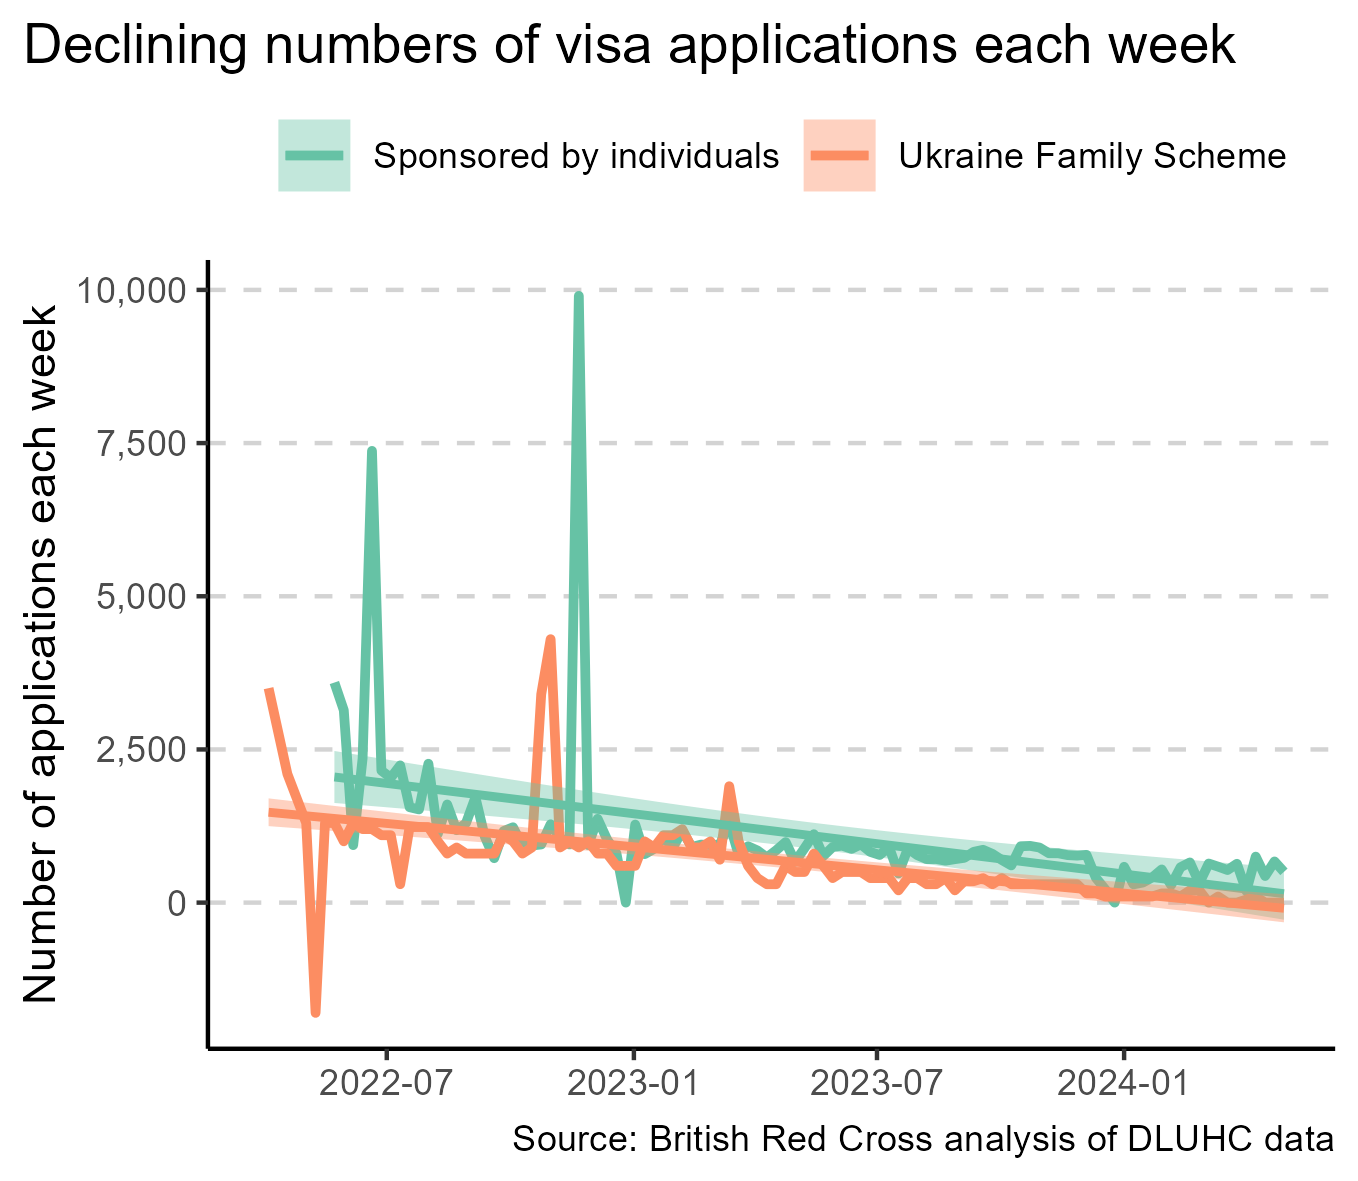 Declining numbers of visa applications each week
Sponsored by individuals
Ukraine Family Scheme
Number of applications each week
10,000
7,500
5,000
2,500
0
2022-07
2023-01
2023-07
2024-01
Source: British Red Cross analysis of DLUHC data